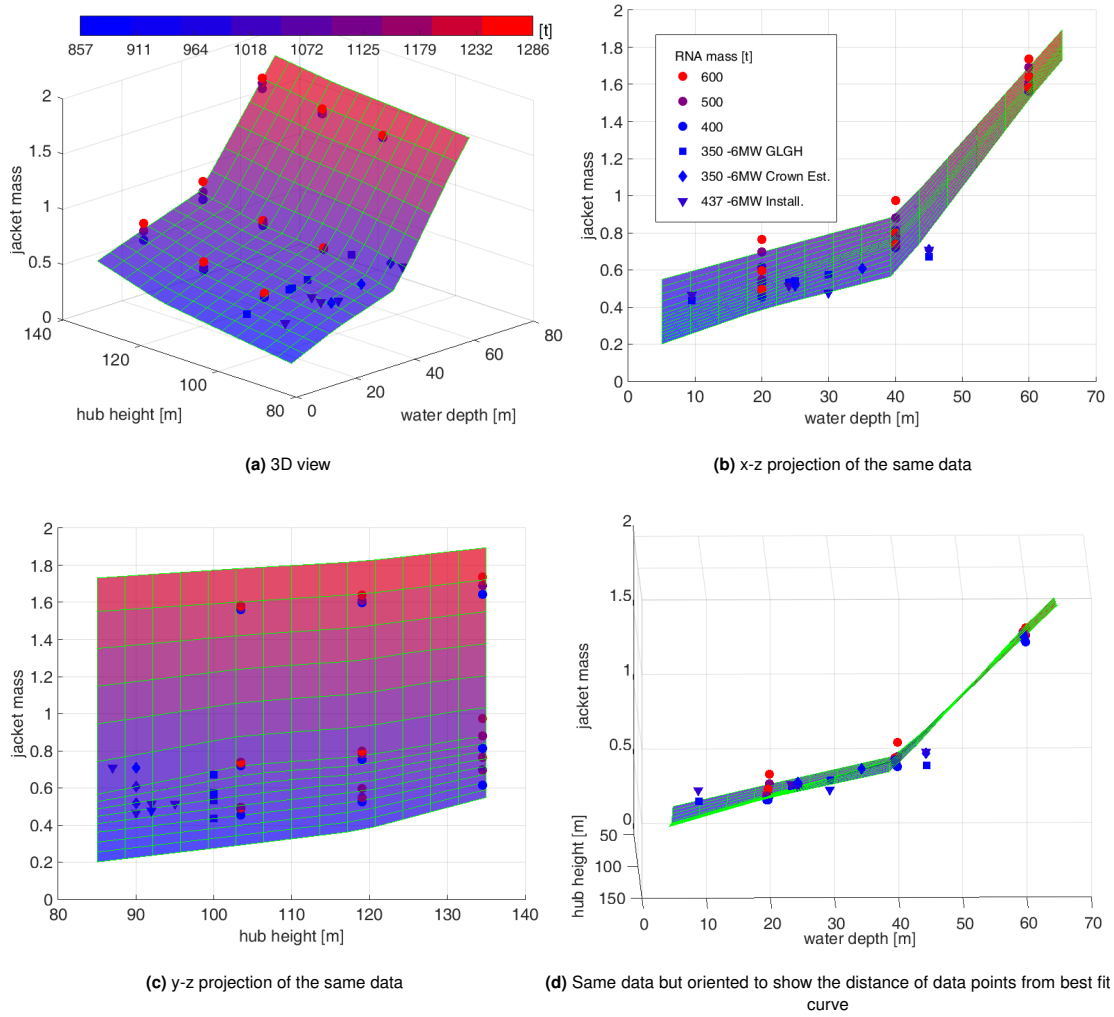 [t]
857 911 964 1018 1072 1125 1179 1232 1286
2
1.5
1
0.5
0
jacket mass
140
120
100
80
hub height [m]
0
20
40
60
80
water depth [m]
(a) 3D view
2
1.8
1.6
1.4
1.2
1
0.8
0.6
0.4
0.2
0
jacket mass
RNA mass [t]
600
500
400
350 -6MW GLGH
350 -6MW Crown Est.
437 -6MW Install.
0 10 20 30 40 50 60 70
water depth [m]
(b) x-z projection of the same data
2
1.8
1.6
1.4
1.2
1
0.8
0.6
0.4
0.2
0
jacket mass
80 90 100 110 120 130 140
hub height [m]
(c) y-z projection of the same data
2
1.5
1
0.5
0
jacket mass
50
100
150
hub height [m]
0 10 20 30 40 50 60 70
water depth [m]
(d) Same data but oriented to show the distance of data points from best fit
curve